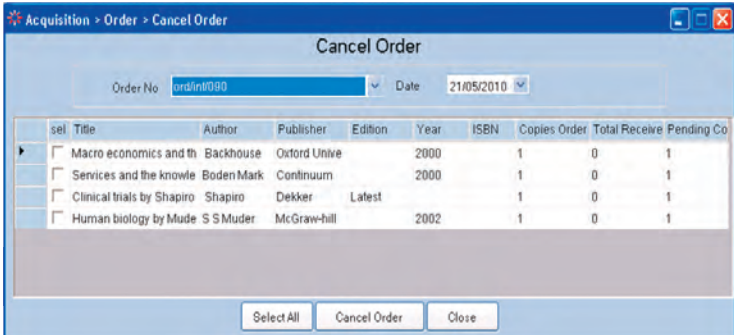 Acquisition > Order > Cancel Order
Cancel Order
Order No ord/int/090 Date 21/05/2010
sel Title Author Publisher Edition Year ISBN Copies Order Total Receive Pending Co
Macro economics and th Backhouse Oxford Unive 2000 1 0 1
Services and the knowle Boden Mark Continuum 2000 1 0 1
Clinical trials by Shapiro Shapiro Dekker Latest 1 0 1
Human biology by Mude S S Muder McGraw-hill 2002 1 0 1
Select All Cancel Order Close